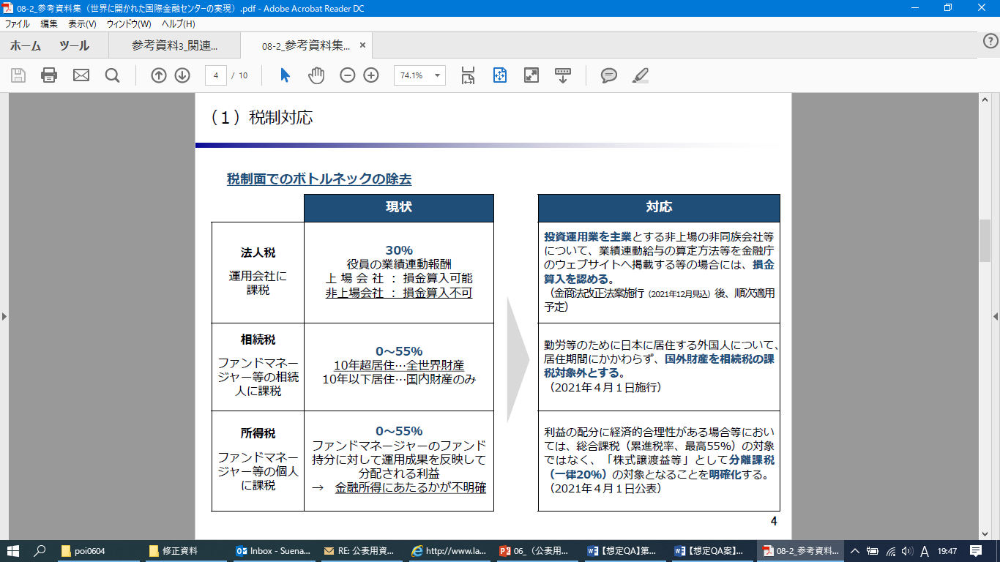 08-2_参考資料集（世界に開かれた国際金融センターの実現）.pdf - Adobe Acrobat Reader DC
ファイル 編集 表示(V) ウィンドウ(W) ヘルプ(H)
ホーム ツール 参考資料3_関連... 08-2_参考資料集... ×
4 / 10 74.1%
（１）税制対応
税制面でのボトルネックの除去
現状
対応
法人税
運用会社に
課税
30%
役員の業績連動報酬
上 場 会 社 ： 損金算入可能
非上場会社 ： 損金算入不可
投資運用業を主業とする非上場の非同族会社等
について、業績連動給与の算定方法等を金融庁
のウェブサイトへ掲載する等の場合には、損金
算入を認める。
（金商法改正法案施行（2021年12月見込）後、順次適用
予定）
相続税
ファンドマネー
ジャー等の相続
人に課税
0～55%
10年超居住…全世界財産
10年以下居住…国内財産のみ
勤労等のために日本に居住する外国人について、
居住期間にかかわらず、国外財産を相続税の課
税対象外とする。
（2021年４月１日施行）
所得税
ファンドマネー
ジャー等の個人
に課税
0～55%
ファンドマネージャーのファンド
持分に対して運用成果を反映して
分配される利益
→ 金融所得にあたるかが不明確
利益の配分に経済的合理性がある場合等におい
ては、総合課税（累進税率、最高55%）の対象
ではなく、「株式譲渡益等」として分離課税
（一律20%）の対象となることを明確化する。
（2021年４月１日公表）
4
poi0604 修正資料 Inbox - Suena... RE: 公表用資... http://www.la... 06_（公表用... 【想定QA】第... 【想定QA案】... 08-2_参考資料... A 19:47